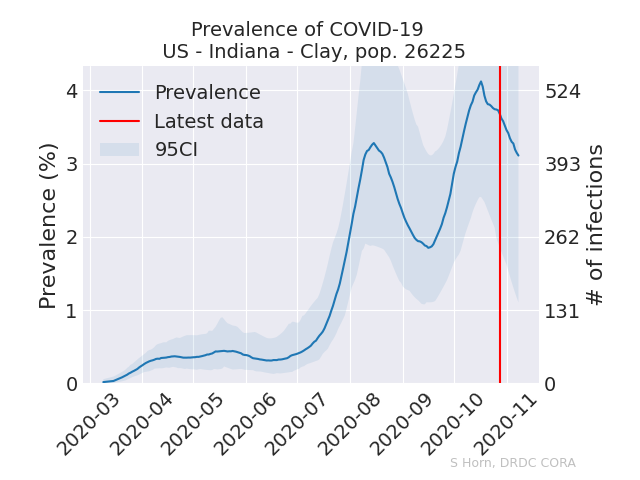 Prevalence of COVID-19
US - Indiana - Clay, pop. 26225
Prevalence
Latest data
95CI
Prevalence (%)
4
3
2
1
0
# of infections
524
393
262
131
0
2020-03
2020-04
2020-05
2020-06
2020-07
2020-08
2020-09
2020-10
2020-11
S Horn, DRDC CORA